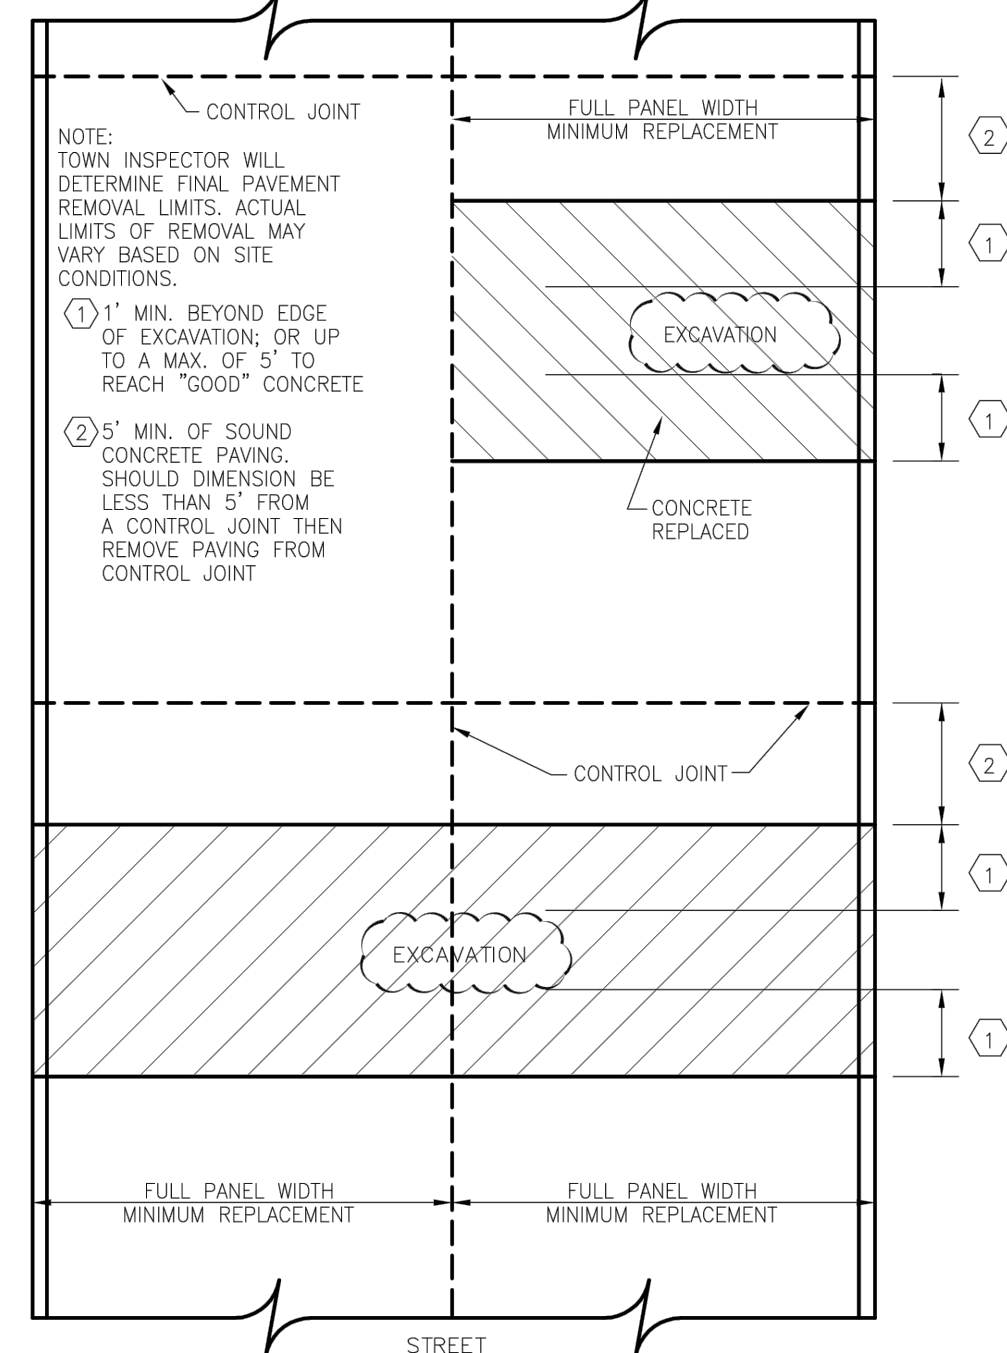 CONTROL JOINT
FULL PANEL WIDTH
MINIMUM REPLACEMENT
NOTE:
TOWN INSPECTOR WILL
DETERMINE FINAL PAVEMENT
REMOVAL LIMITS. ACTUAL
LIMITS OF REMOVAL MAY
VARY BASED ON SITE
CONDITIONS.
1 1' MIN. BEYOND EDGE
OF EXCAVATION; OR UP
TO A MAX. OF 5' TO
REACH "GOOD" CONCRETE
2 5' MIN. OF SOUND
CONCRETE PAVING.
SHOULD DIMENSION BE
LESS THAN 5' FROM
A CONTROL JOINT THEN
REMOVE PAVING FROM
CONTROL JOINT
2
1
EXCAVATION
1
CONCRETE
REPLACED
CONTROL JOINT
2
1
EXCAVATION
1
FULL PANEL WIDTH
MINIMUM REPLACEMENT
FULL PANEL WIDTH
MINIMUM REPLACEMENT
STREET